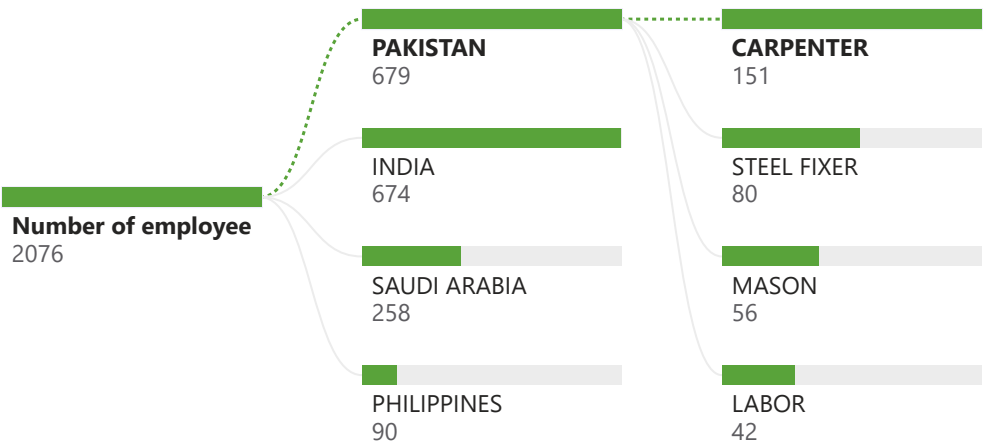 Number of employee
2076
PAKISTAN
679
INDIA
674
SAUDI ARABIA
258
PHILIPPINES
90
CARPENTER
151
STEEL FIXER
80
MASON
56
LABOR
42